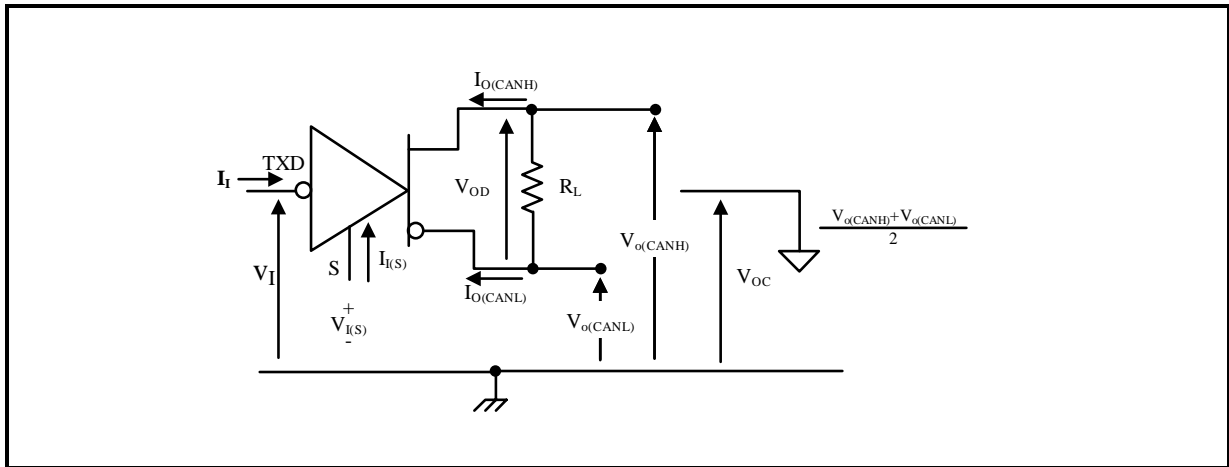 I_O(CANH)
TXD
I_I
V_OD
R_L
V_o(CANH)+V_o(CANL)
2
V_o(CANH)
S
I_I(S)
V_I
V_OC
I_O(CANL)
+
V_I(S)
-
V_o(CANL)